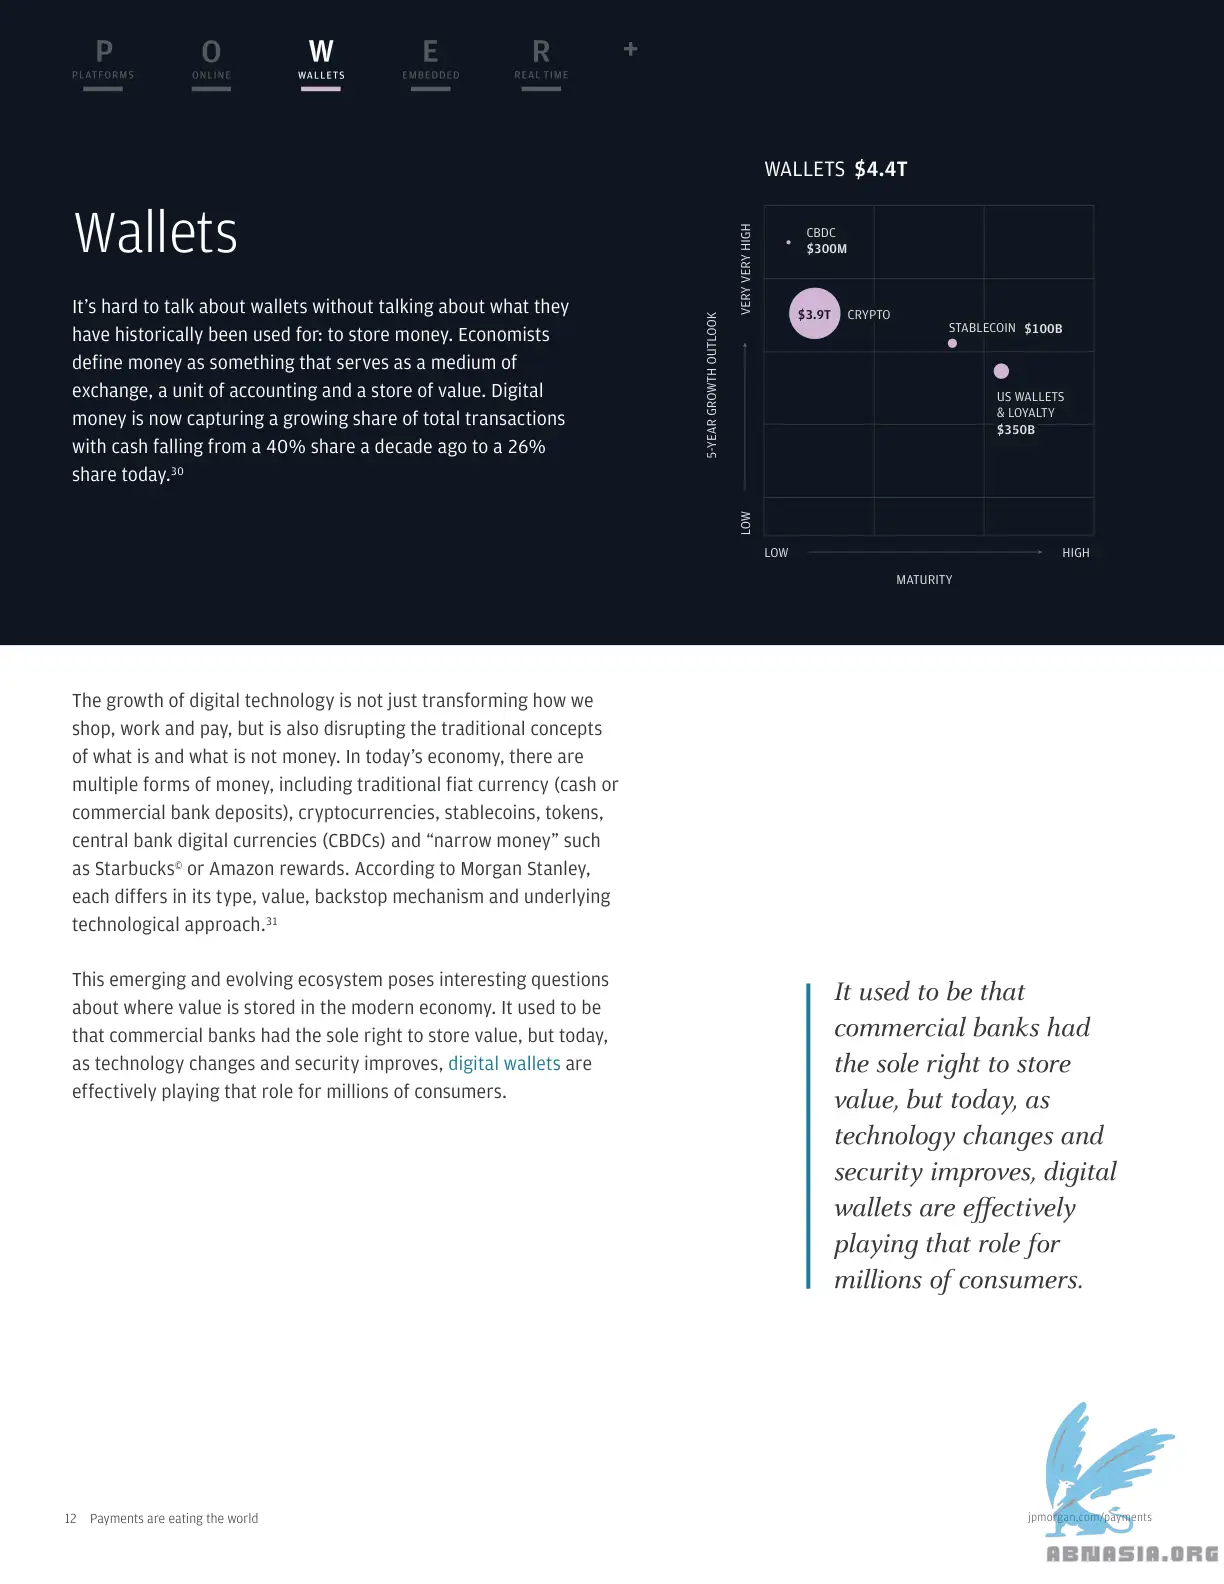 P O W E R +
PLATFORMS ONLINE WALLETS EMBEDDED REAL TIME
WALLETS $4.4T
Wallets
It’s hard to talk about wallets without talking about what they
have historically been used for: to store money. Economists
define money as something that serves as a medium of
exchange, a unit of accounting and a store of value. Digital
money is now capturing a growing share of total transactions
with cash falling from a 40% share a decade ago to a 26%
share today.³⁰
5-YEAR GROWTH OUTLOOK
VERY VERY HIGH
LOW
CBDC
$300M
$3.9T CRYPTO
STABLECOIN $100B
US WALLETS
& LOYALTY
$350B
LOW HIGH
MATURITY
The growth of digital technology is not just transforming how we
shop, work and pay, but is also disrupting the traditional concepts
of what is and what is not money. In today’s economy, there are
multiple forms of money, including traditional fiat currency (cash or
commercial bank deposits), cryptocurrencies, stablecoins, tokens,
central bank digital currencies (CBDCs) and “narrow money” such
as Starbucks© or Amazon rewards. According to Morgan Stanley,
each differs in its type, value, backstop mechanism and underlying
technological approach.³¹
This emerging and evolving ecosystem poses interesting questions
about where value is stored in the modern economy. It used to be
that commercial banks had the sole right to store value, but today,
as technology changes and security improves, digital wallets are
effectively playing that role for millions of consumers.
It used to be that
commercial banks had
the sole right to store
value, but today, as
technology changes and
security improves, digital
wallets are effectively
playing that role for
millions of consumers.
12 Payments are eating the world
jpmorgan.com/payments
ABNASIA.ORG